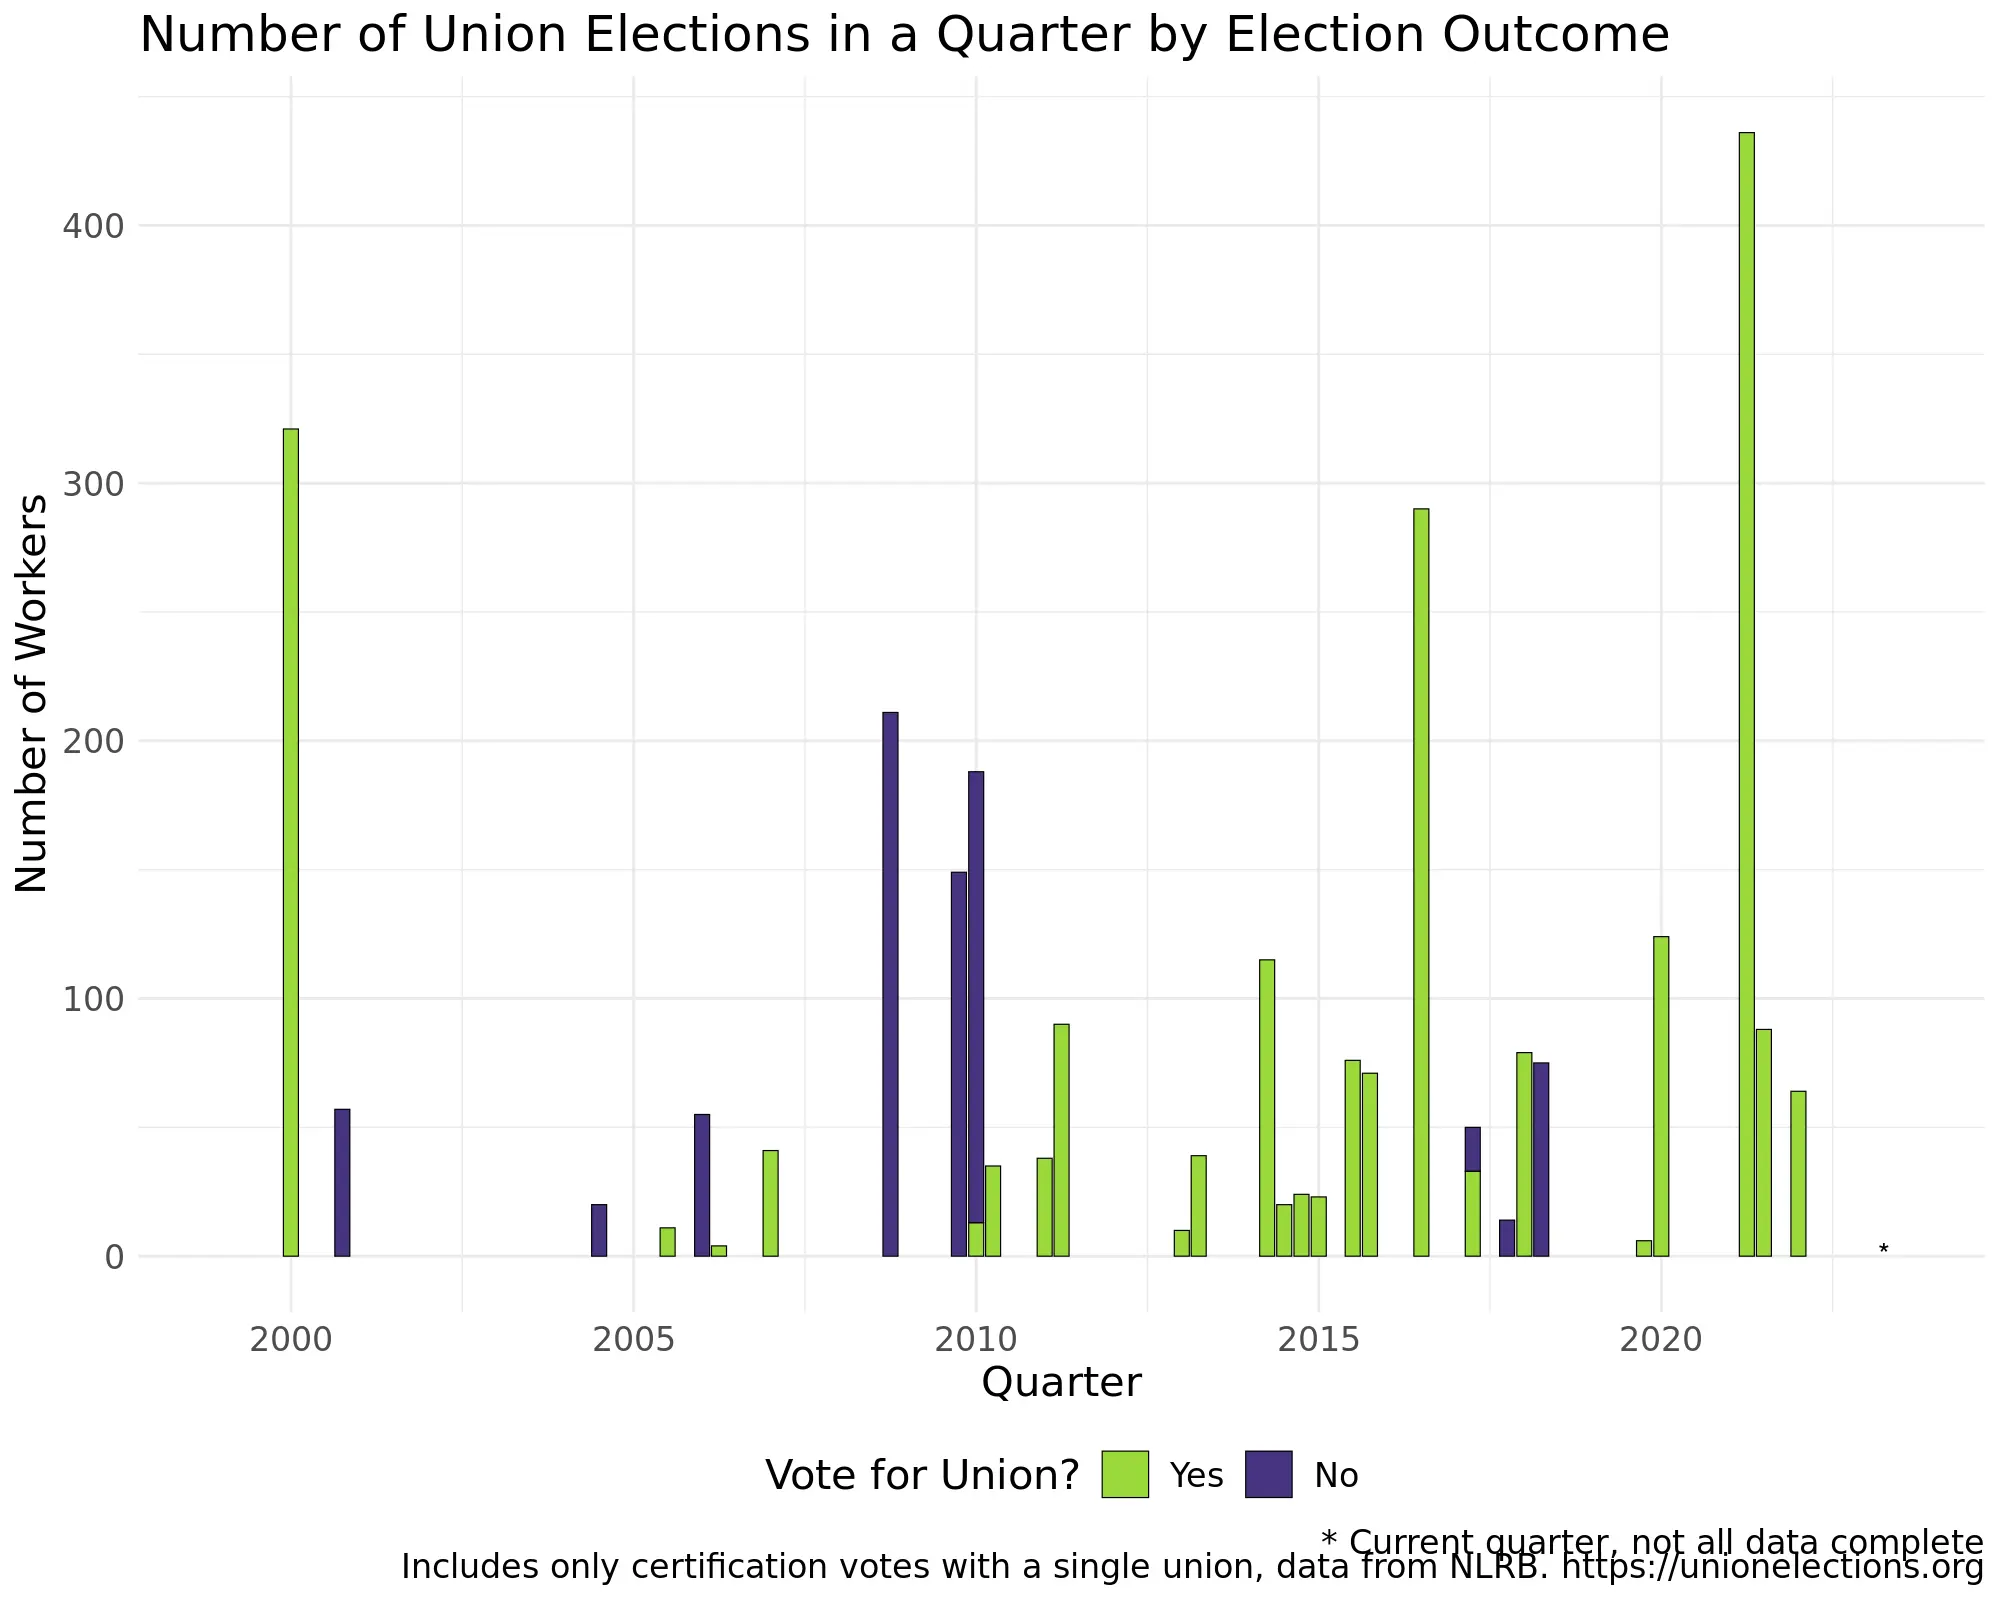 Number of Union Elections in a Quarter by Election Outcome
Number of Workers
400
300
200
100
0
*
2000 2005 2010 2015 2020
Quarter
Vote for Union? Yes No
* Current quarter, not all data complete
Includes only certification votes with a single union, data from NLRB. https://unionelections.org